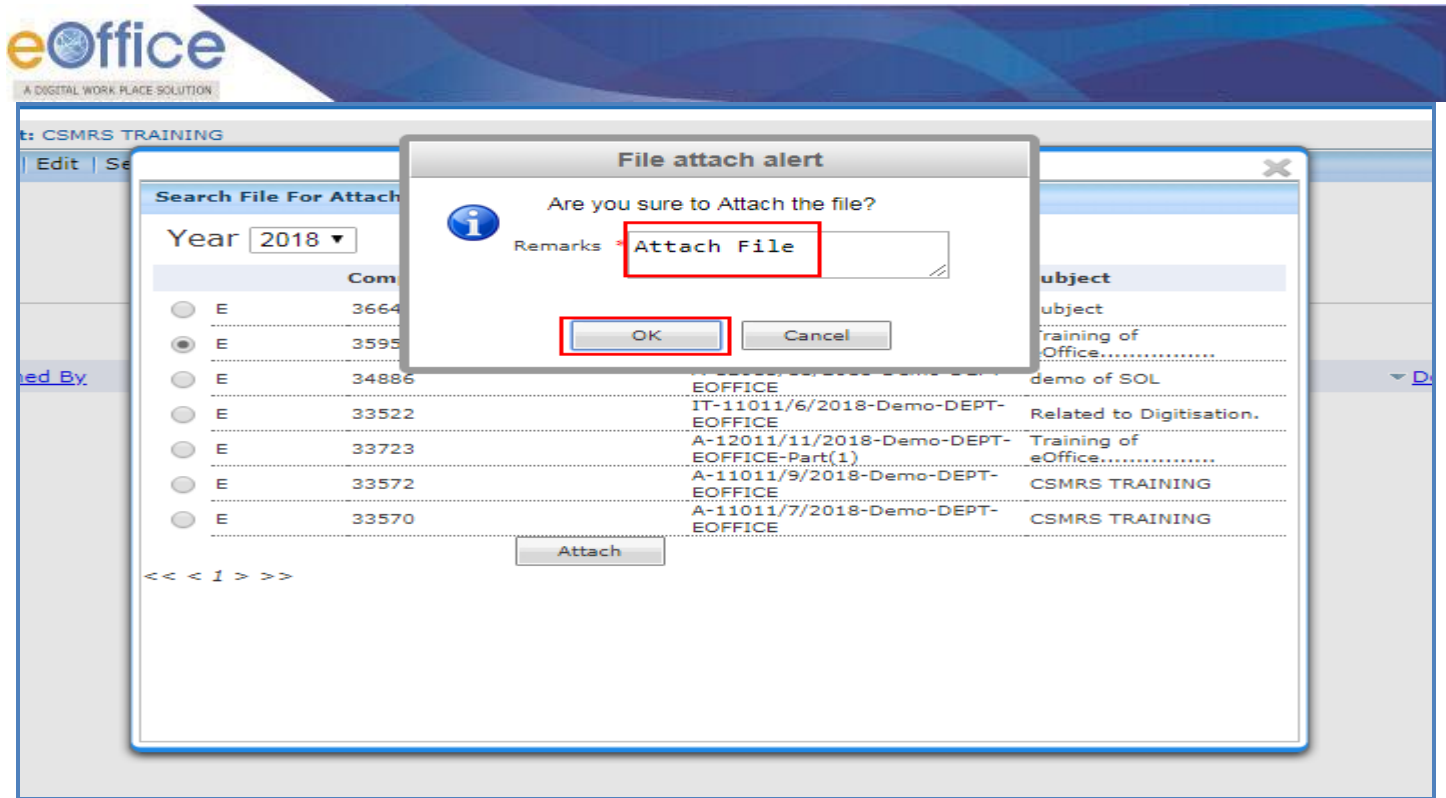 eOffice
A DIGITAL WORK PLACE SOLUTION
t: CSMRS TRAINING
| Edit | Se
File attach alert
Are you sure to Attach the file?
Remarks * Attach File
OK Cancel
Search File For Attach
Year 2018
Com ubject
E 3664 ubject
E 3595 Training of eOffice................
E 34886 EOFFICE demo of SOL
E 33522 IT-11011/6/2018-Demo-DEPT-EOFFICE Related to Digitisation.
E 33723 A-12011/11/2018-Demo-DEPT-EOFFICE-Part(1) Training of eOffice................
E 33572 A-11011/9/2018-Demo-DEPT-EOFFICE CSMRS TRAINING
E 33570 A-11011/7/2018-Demo-DEPT-EOFFICE CSMRS TRAINING
Attach
<< < 1 > >>
ned By
D